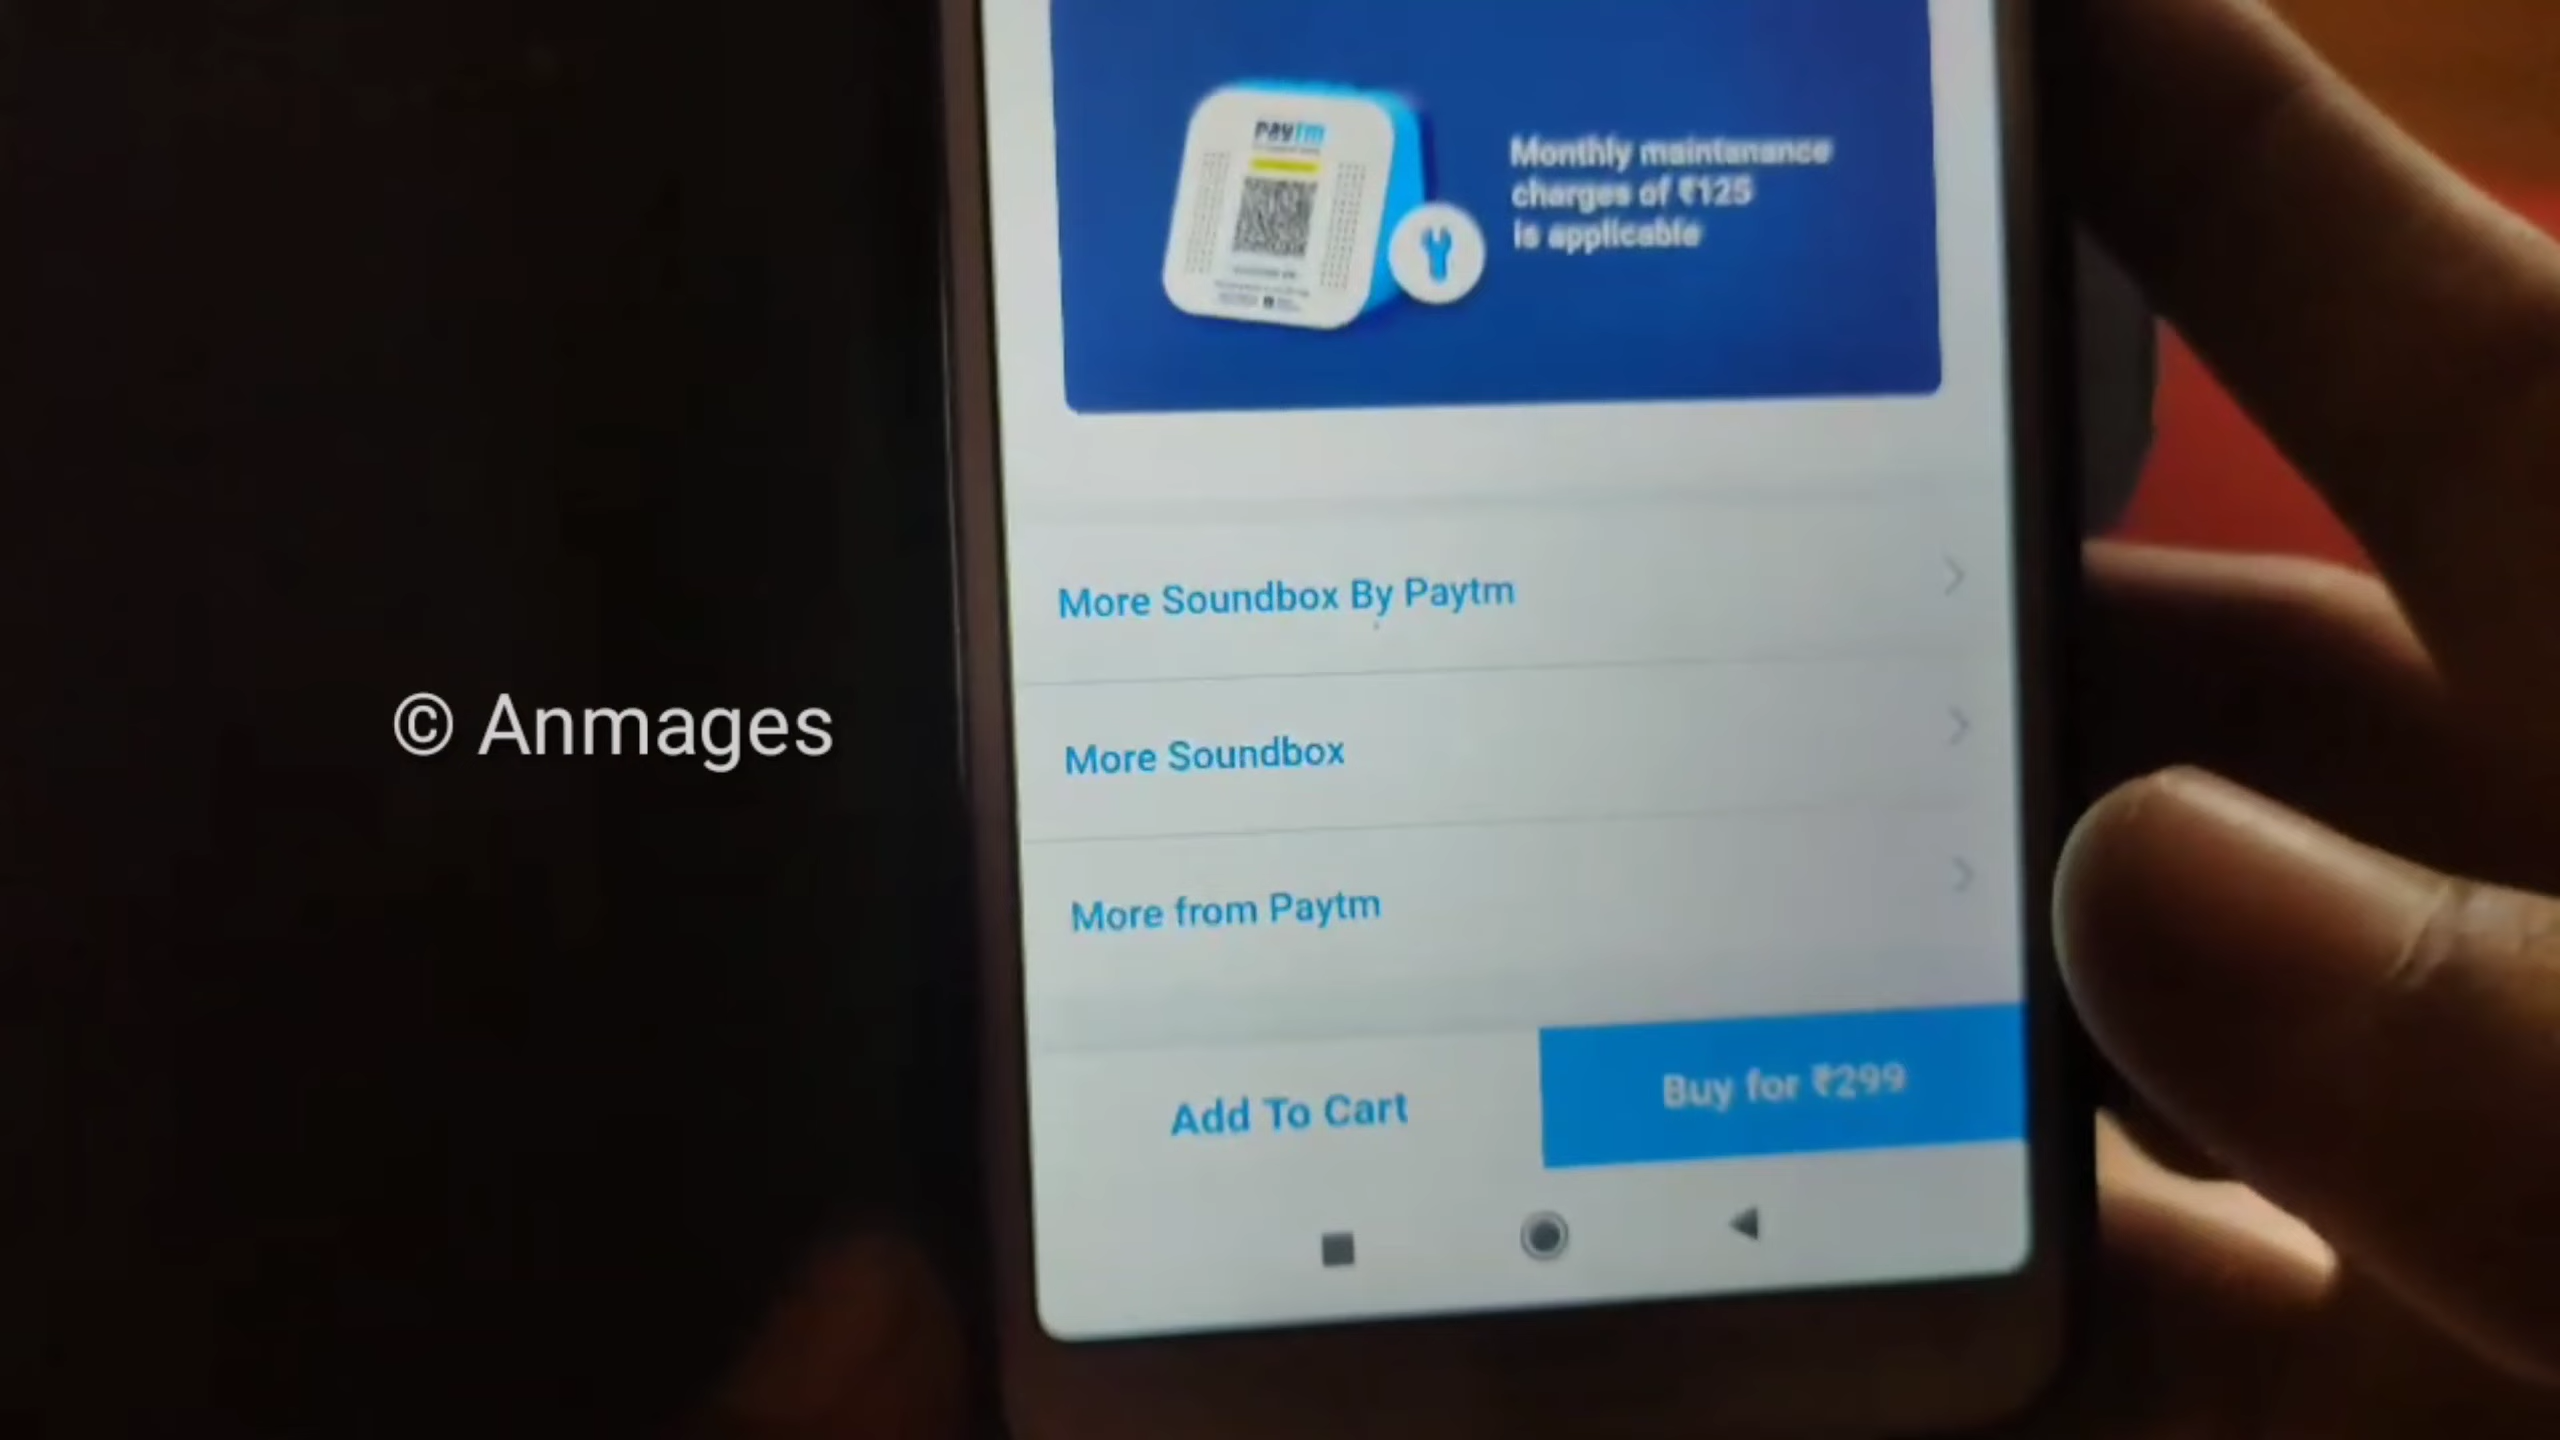 paytm
Monthly maintenance
charges of ₹125
is applicable
More Soundbox By Paytm
More Soundbox
© Anmages
More from Paytm
Add To Cart
Buy for ₹299